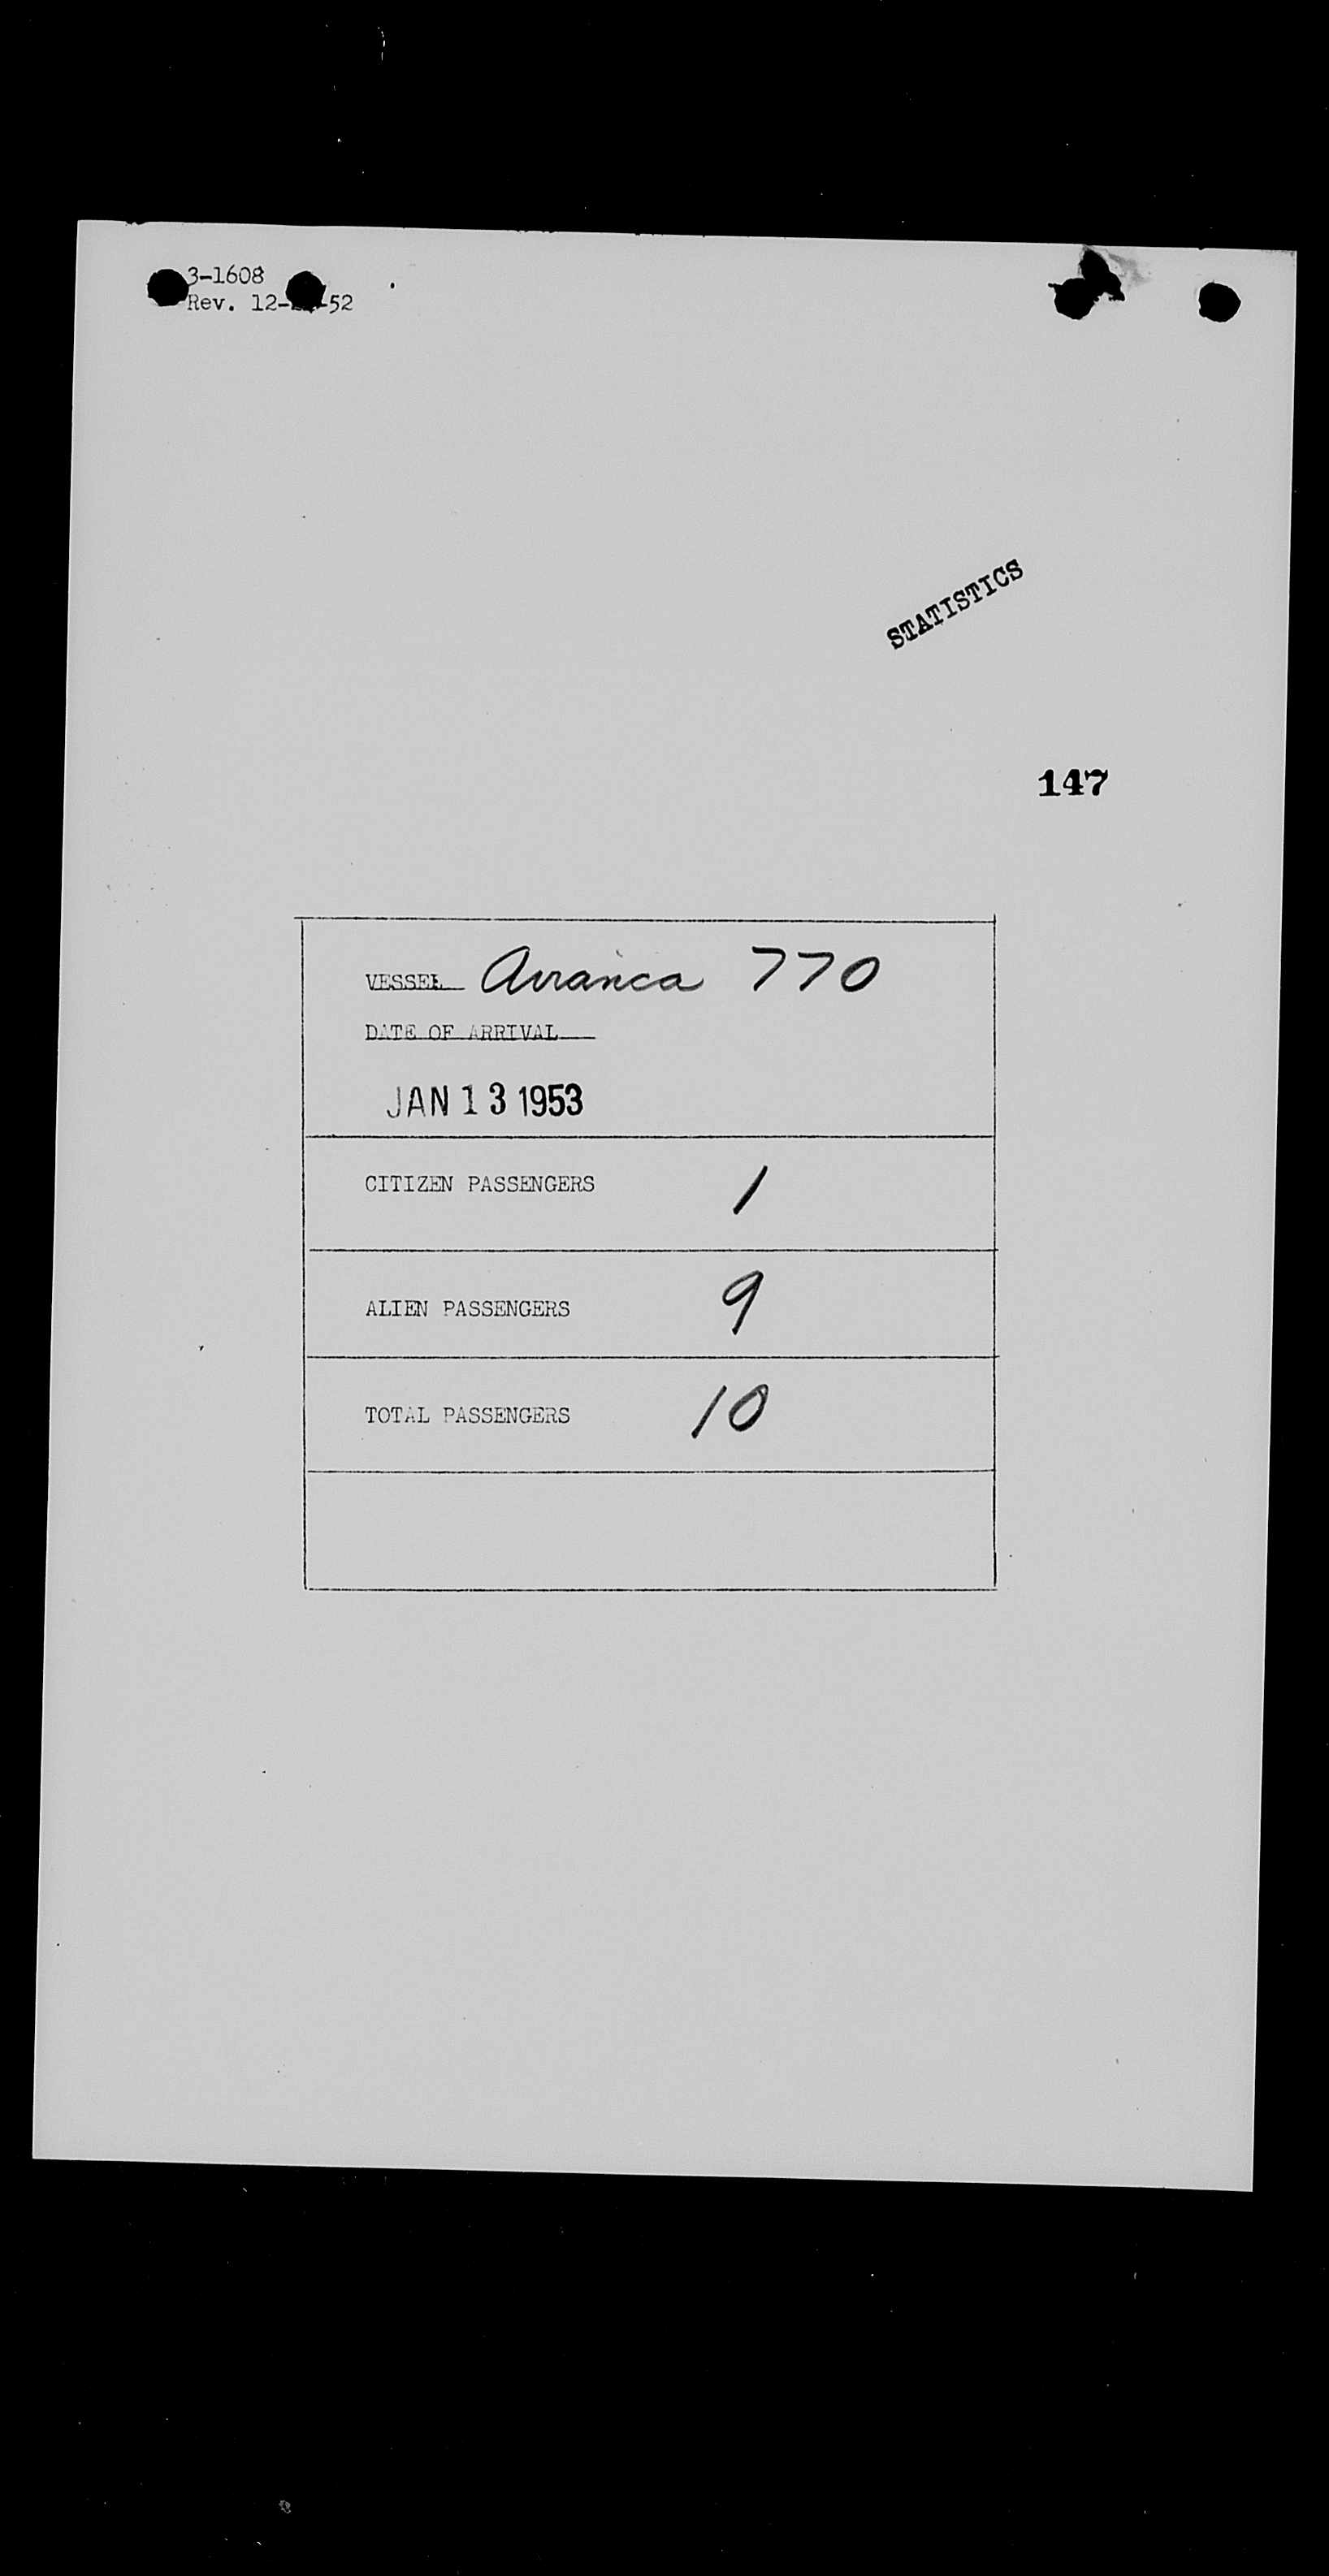 3-1608
Rev. 12- -52
STATISTICS
147
VESSEL Avianca 770
DATE OF ARRIVAL
JAN 13 1953
CITIZEN PASSENGERS 1
ALIEN PASSENGERS 9
TOTAL PASSENGERS 10